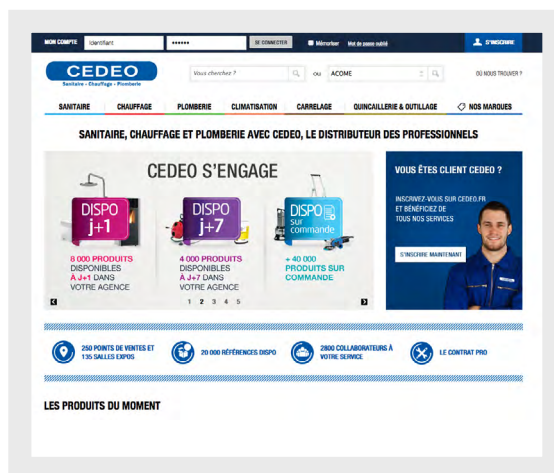 MON COMPTE Identifiant •••••• SE CONNECTER Mémoriser Mot de passe oublié S'INSCRIRE
CEDEO
Sanitaire - Chauffage - Plomberie
Vous cherchez ? OU ACOME OÙ NOUS TROUVER ?
SANITAIRE CHAUFFAGE PLOMBERIE CLIMATISATION CARRELAGE QUINCAILLERIE & OUTILLAGE NOS MARQUES
SANITAIRE, CHAUFFAGE ET PLOMBERIE AVEC CEDEO, LE DISTRIBUTEUR DES PROFESSIONNELS
CEDEO S'ENGAGE
DISPO
j+1
8 000 PRODUITS
DISPONIBLES
À J+1 DANS
VOTRE AGENCE
DISPO
j+7
4 000 PRODUITS
DISPONIBLES
À J+7 DANS
VOTRE AGENCE
DISPO
sur
commande
+ 40 000
PRODUITS SUR
COMMANDE
1 2 3 4 5
VOUS ÊTES CLIENT CEDEO ?
INSCRIVEZ-VOUS SUR CEDEO.FR
ET BÉNÉFICIEZ DE
TOUS NOS SERVICES
S'INSCRIRE MAINTENANT
250 POINTS DE VENTES ET
135 SALLES EXPOS
20 000 RÉFÉRENCES DISPO
2800 COLLABORATEURS À
VOTRE SERVICE
LE CONTRAT PRO
LES PRODUITS DU MOMENT